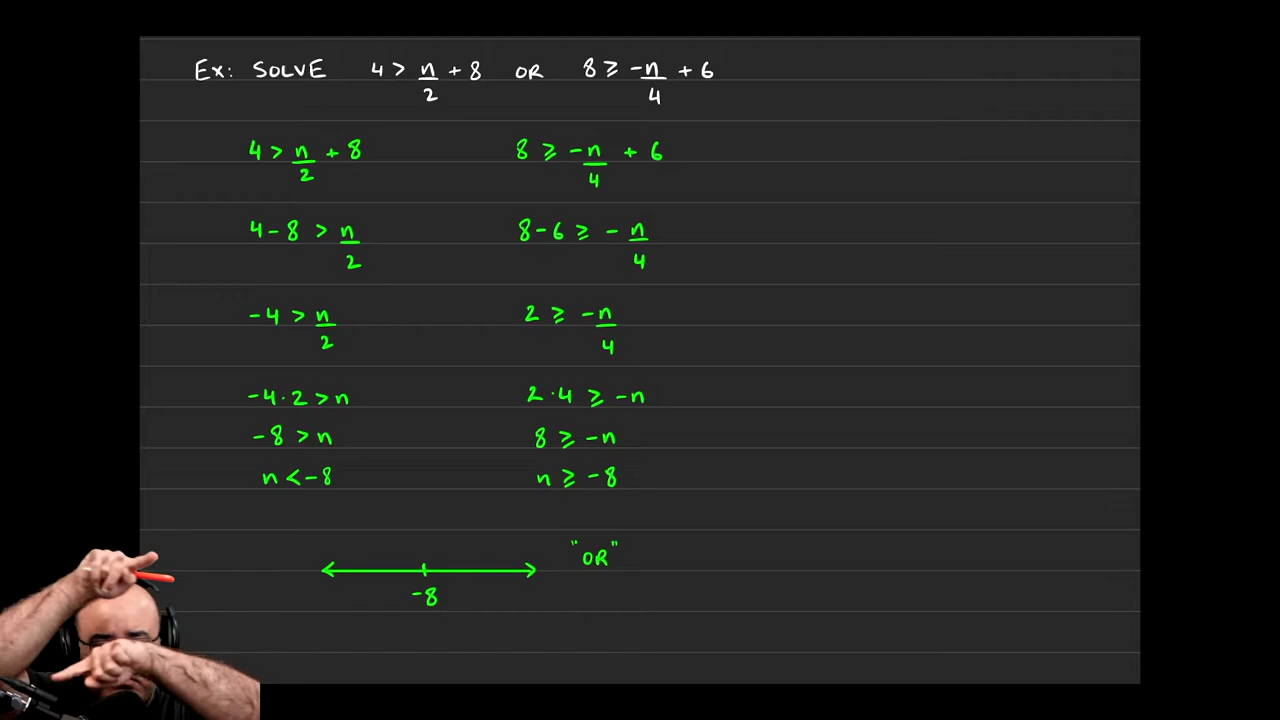 Ex: SOLVE 4 > n/2 + 8 OR 8 ≥ -n/4 + 6
4 > n/2 + 8 8 ≥ -n/4 + 6
4 - 8 > n/2 8 - 6 ≥ - n/4
-4 > n/2 2 ≥ -n/4
-4 · 2 > n 2 · 4 ≥ -n
-8 > n 8 ≥ -n
n < -8 n ≥ -8
"OR"
-8